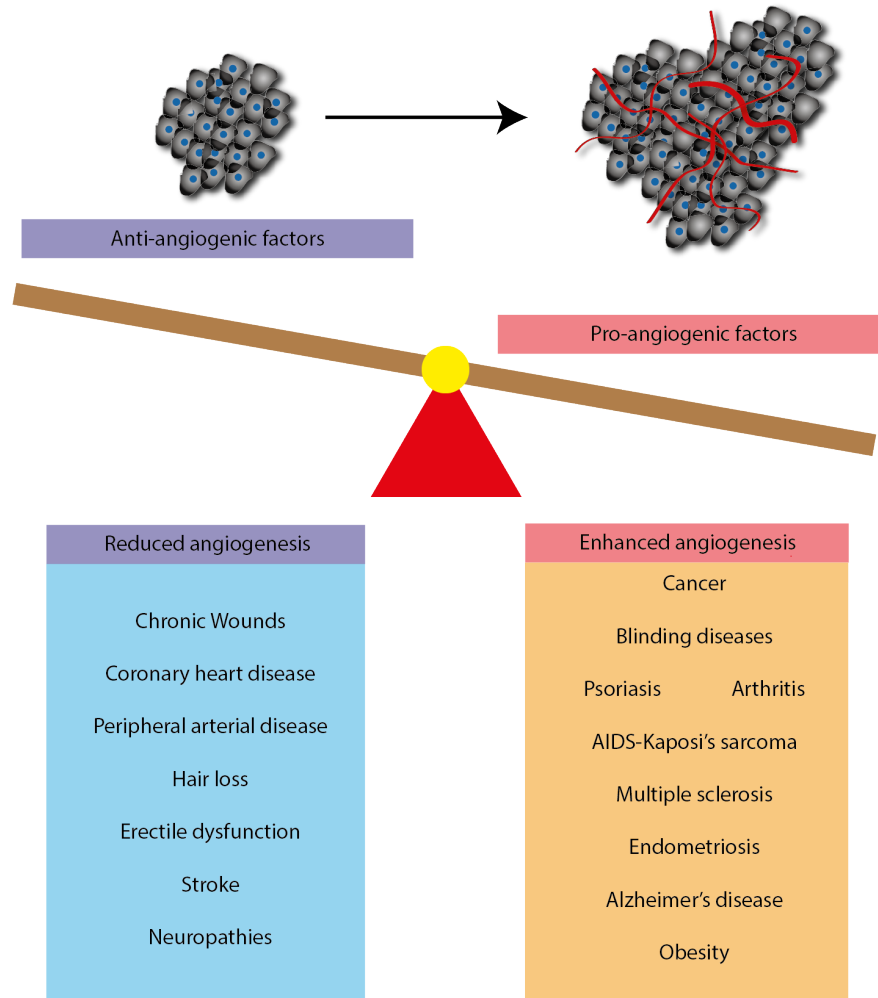 Anti-angiogenic factors
Pro-angiogenic factors
Reduced angiogenesis
Chronic Wounds
Coronary heart disease
Peripheral arterial disease
Hair loss
Erectile dysfunction
Stroke
Neuropathies
Enhanced angiogenesis
Cancer
Blinding diseases
Psoriasis Arthritis
AIDS-Kaposi's sarcoma
Multiple sclerosis
Endometriosis
Alzheimer's disease
Obesity